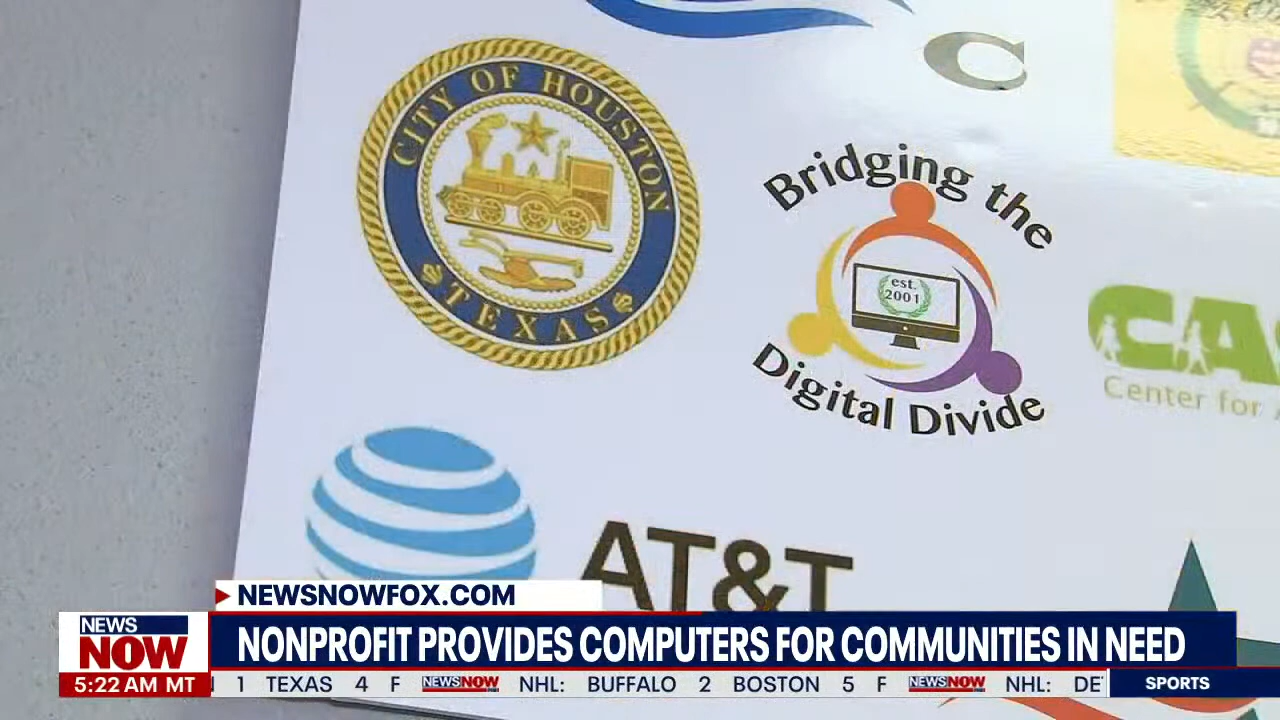 C
CITY OF HOUSTON
TEXAS
Bridging the
est.
2001
Digital Divide
Center for
AT&T
NEWSNOWFOX.COM
NEWS
NOW
NONPROFIT PROVIDES COMPUTERS FOR COMMUNITIES IN NEED
5:22 AM MT
1 TEXAS 4 F NEWSNOW NHL: BUFFALO 2 BOSTON 5 F NEWSNOW NHL: DE
SPORTS